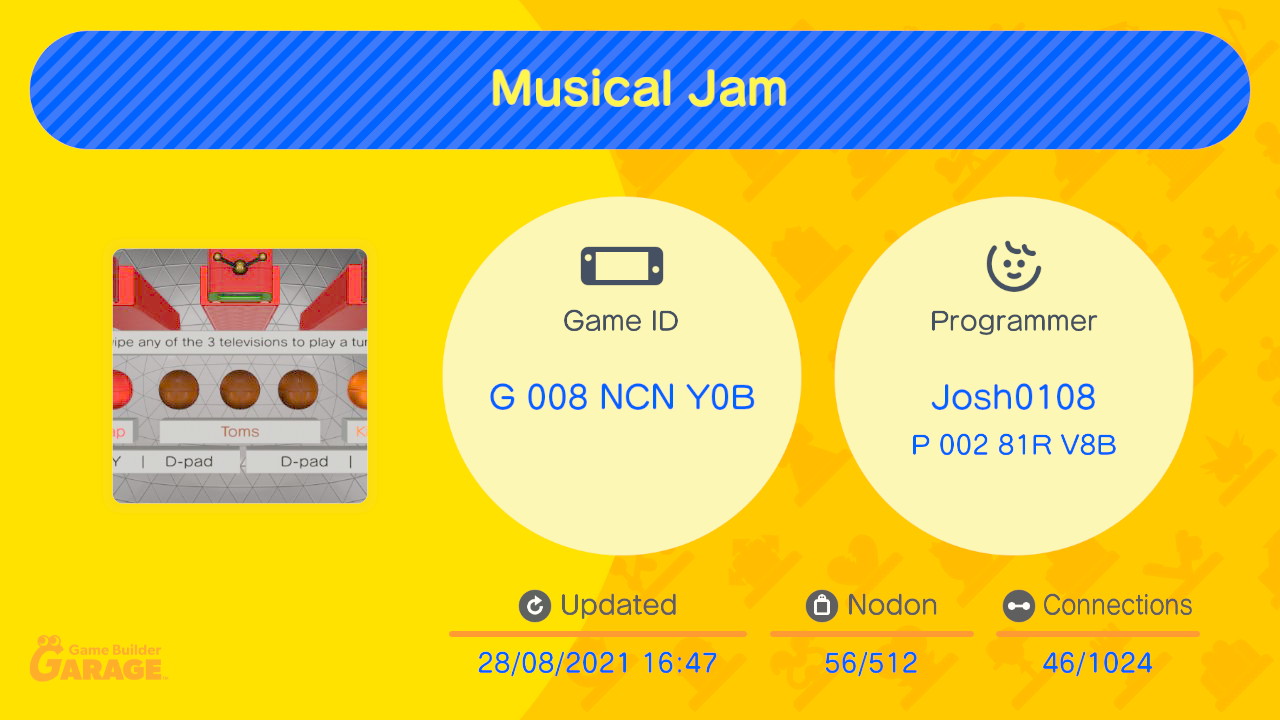 Musical Jam
ipe any of the 3 televisions to play a tu
ap
Toms
K
Y | D-pad
D-pad |
Game ID
G 008 NCN Y0B
Programmer
Josh0108
P 002 81R V8B
Updated
28/08/2021 16:47
Nodon
56/512
Connections
46/1024
Game Builder
GARAGE